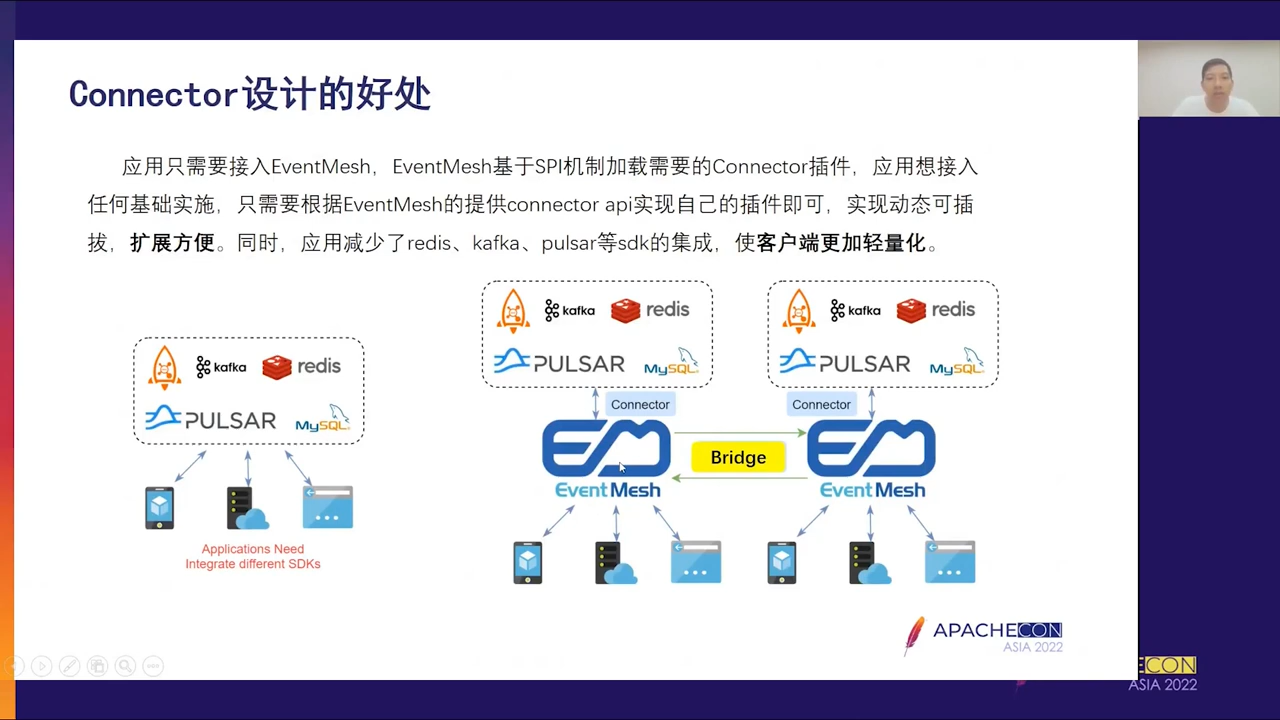 Connector设计的好处
应用只需要接入EventMesh，EventMesh基于SPI机制加载需要的Connector插件，应用想接入
任何基础实施，只需要根据EventMesh的提供connector api实现自己的插件即可，实现动态可插
拔，扩展方便。同时，应用减少了redis、kafka、pulsar等sdk的集成，使客户端更加轻量化。
kafka redis
PULSAR MySQL
Applications Need
Integrate different SDKs
kafka redis
PULSAR MySQL
Connector
EventMesh
Bridge
kafka redis
PULSAR MySQL
Connector
EventMesh
APACHECON
ASIA 2022
ECON
ASIA 2022